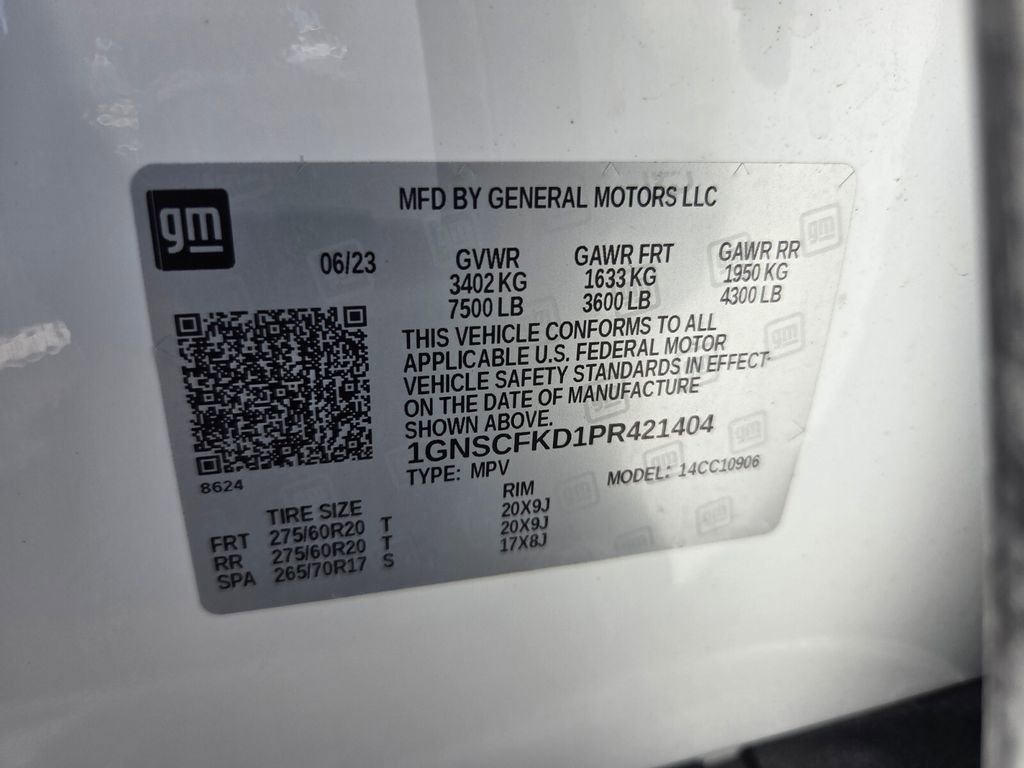 gm
MFD BY GENERAL MOTORS LLC
06/23
GVWR GAWR FRT GAWR RR
3402 KG 1633 KG 1950 KG
7500 LB 3600 LB 4300 LB
THIS VEHICLE CONFORMS TO ALL
APPLICABLE U.S. FEDERAL MOTOR
VEHICLE SAFETY STANDARDS IN EFFECT
ON THE DATE OF MANUFACTURE
SHOWN ABOVE.
1GNSCFKD1PR421404
TYPE: MPV MODEL: 14CC10906
8624
TIRE SIZE RIM
FRT 275/60R20 T 20X9J
RR 275/60R20 T 20X9J
SPA 265/70R17 S 17X8J